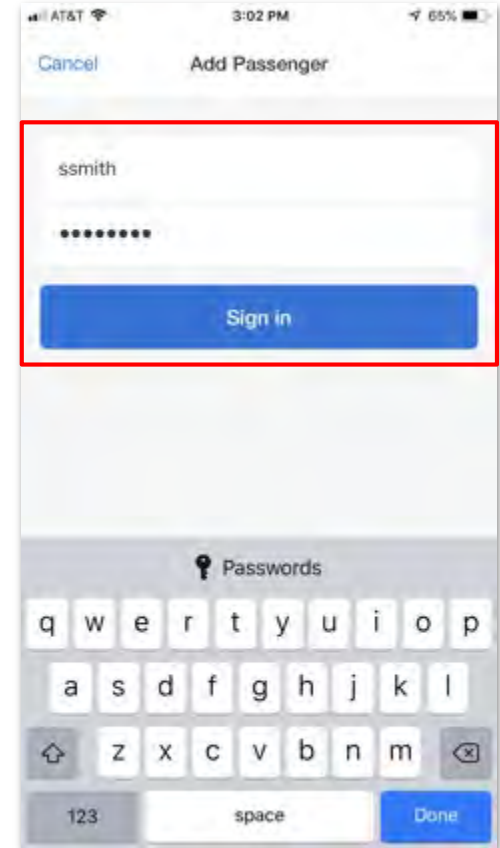 AT&T 3:02 PM 65%
Cancel Add Passenger
ssmith
••••••••
Sign in
Passwords
q w e r t y u i o p
a s d f g h j k l
z x c v b n m
123 space Done